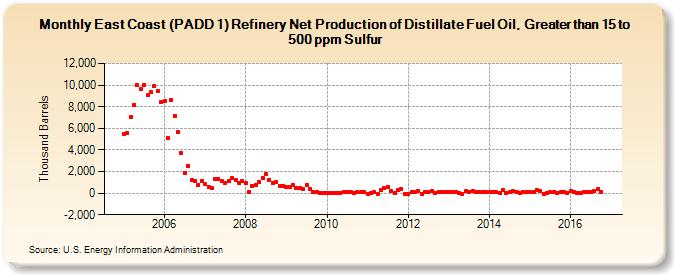 Monthly East Coast (PADD 1) Refinery Net Production of Distillate Fuel Oil, Greater than 15 to
500 ppm Sulfur
Thousand Barrels
12,000
10,000
8,000
6,000
4,000
2,000
0
-2,000
2006 2008 2010 2012 2014 2016
Source: U.S. Energy Information Administration